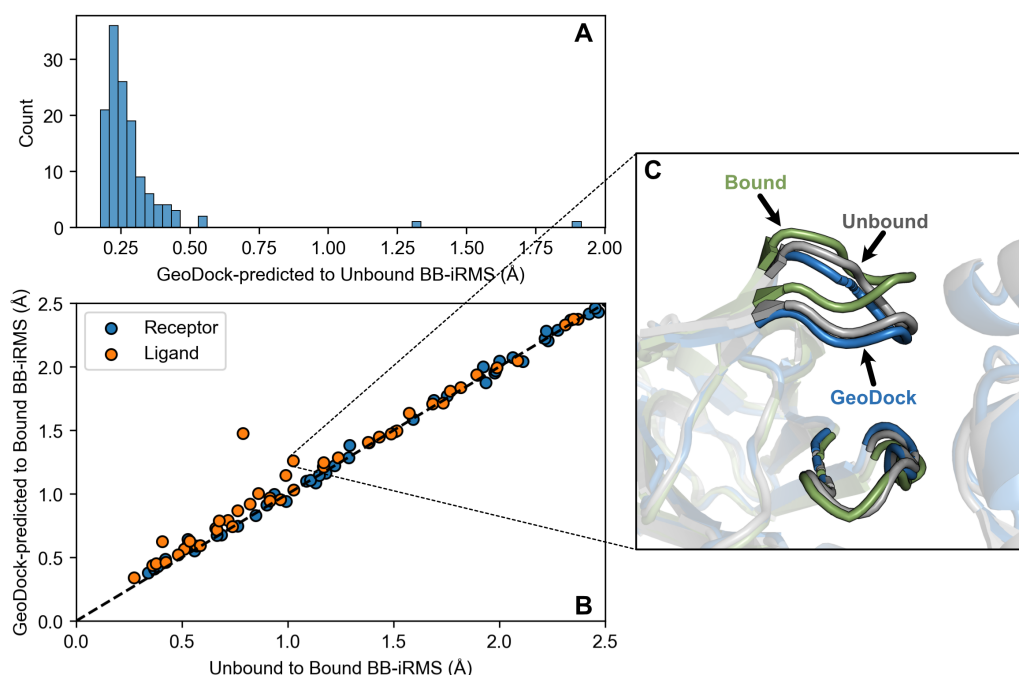 A
Count
30
20
10
0
0.25
0.50
0.75
1.00
1.25
1.50
1.75
2.00
GeoDock-predicted to Unbound BB-iRMS (Å)
B
GeoDock-predicted to Bound BB-iRMS (Å)
2.5
2.0
1.5
1.0
0.5
0.0
Receptor
Ligand
0.0
0.5
1.0
1.5
2.0
2.5
Unbound to Bound BB-iRMS (Å)
C
Bound
Unbound
GeoDock